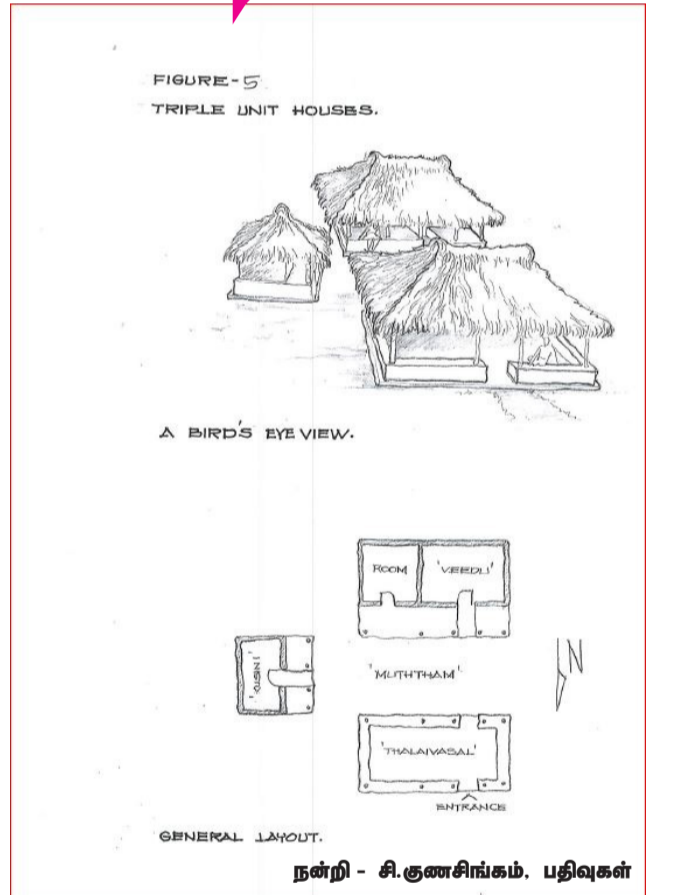 FIGURE-5
TRIPLE UNIT HOUSES.
A BIRD'S EYE VIEW.
ROOM
'VEEDU'
'MUTHTHAM'
N
'THALAIVASAL'
ENTRANCE
GENERAL LAYOUT.
நன்றி - சி.குணசிங்கம், பதிவுகள்